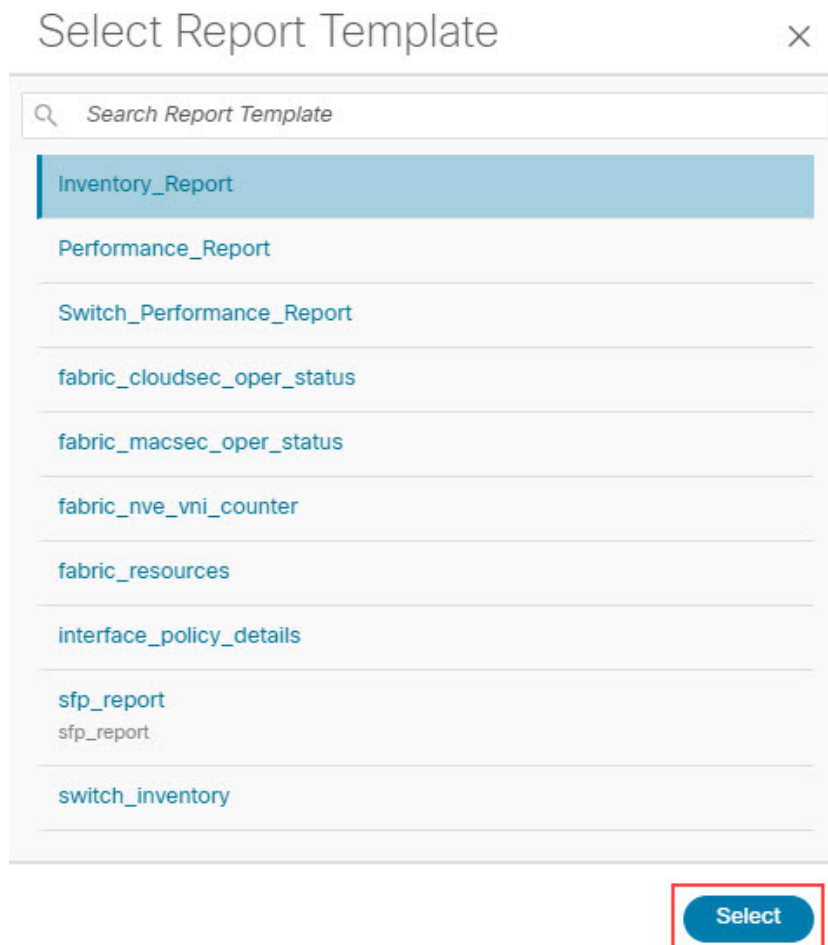 Select Report Template
Search Report Template
Inventory_Report
Performance_Report
Switch_Performance_Report
fabric_cloudsec_oper_status
fabric_macsec_oper_status
fabric_nve_vni_counter
fabric_resources
interface_policy_details
sfp_report
sfp_report
switch_inventory
Select